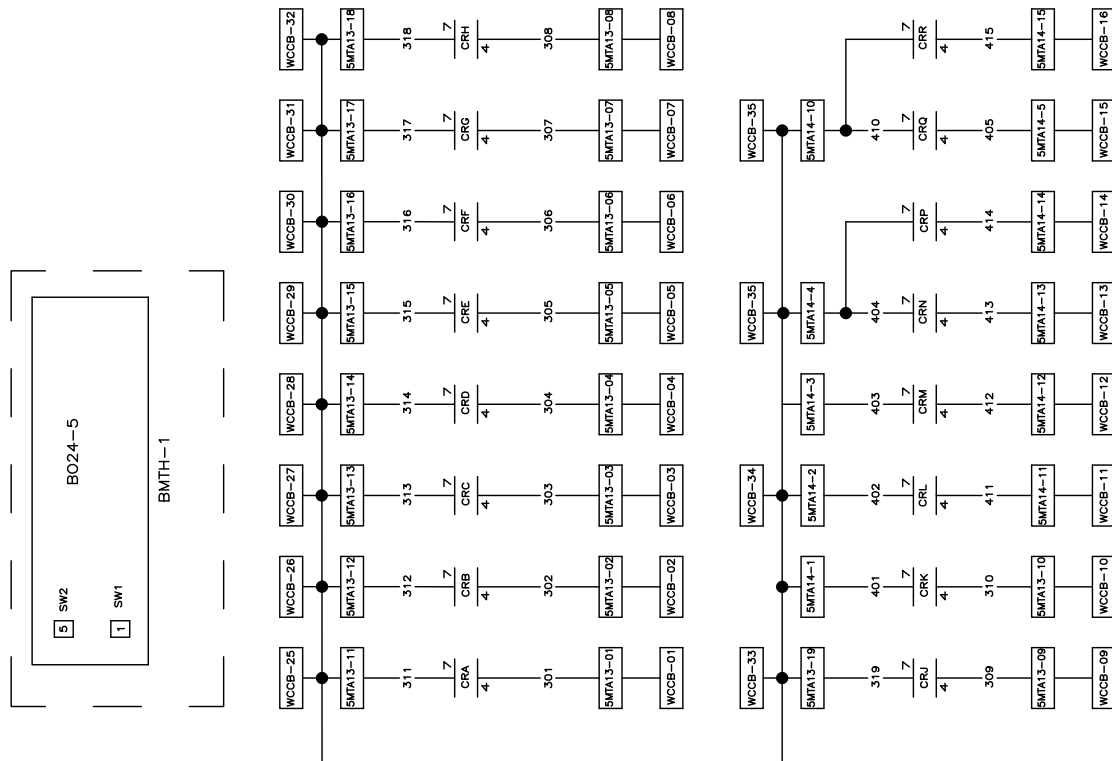 WCCB-32
5MTA13-18
318
7
CRH
4
308
5MTA13-08
WCCB-08
WCCB-31
5MTA13-17
317
7
CRG
4
307
5MTA13-07
WCCB-07
WCCB-30
5MTA13-16
316
7
CRF
4
306
5MTA13-06
WCCB-06
WCCB-29
5MTA13-15
315
7
CRE
4
305
5MTA13-05
WCCB-05
WCCB-28
5MTA13-14
314
7
CRD
4
304
5MTA13-04
WCCB-04
WCCB-27
5MTA13-13
313
7
CRC
4
303
5MTA13-03
WCCB-03
WCCB-26
5MTA13-12
312
7
CRB
4
302
5MTA13-02
WCCB-02
WCCB-25
5MTA13-11
311
7
CRA
4
301
5MTA13-01
WCCB-01
5MTA14-15
WCCB-16
7
CRR
4
415
WCCB-35
5MTA14-10
410
7
CRQ
4
405
5MTA14-5
WCCB-15
7
CRP
4
414
5MTA14-14
WCCB-14
WCCB-35
5MTA14-4
404
7
CRN
4
413
5MTA14-13
WCCB-13
5MTA14-3
403
7
CRM
4
412
5MTA14-12
WCCB-12
WCCB-34
5MTA14-2
402
7
CRL
4
411
5MTA14-11
WCCB-11
5MTA14-1
401
7
CRK
4
310
5MTA13-10
WCCB-10
WCCB-33
5MTA13-19
319
7
CRJ
4
309
5MTA13-09
WCCB-09
BO24-5
BMTH-1
5 SW2
1 SW1